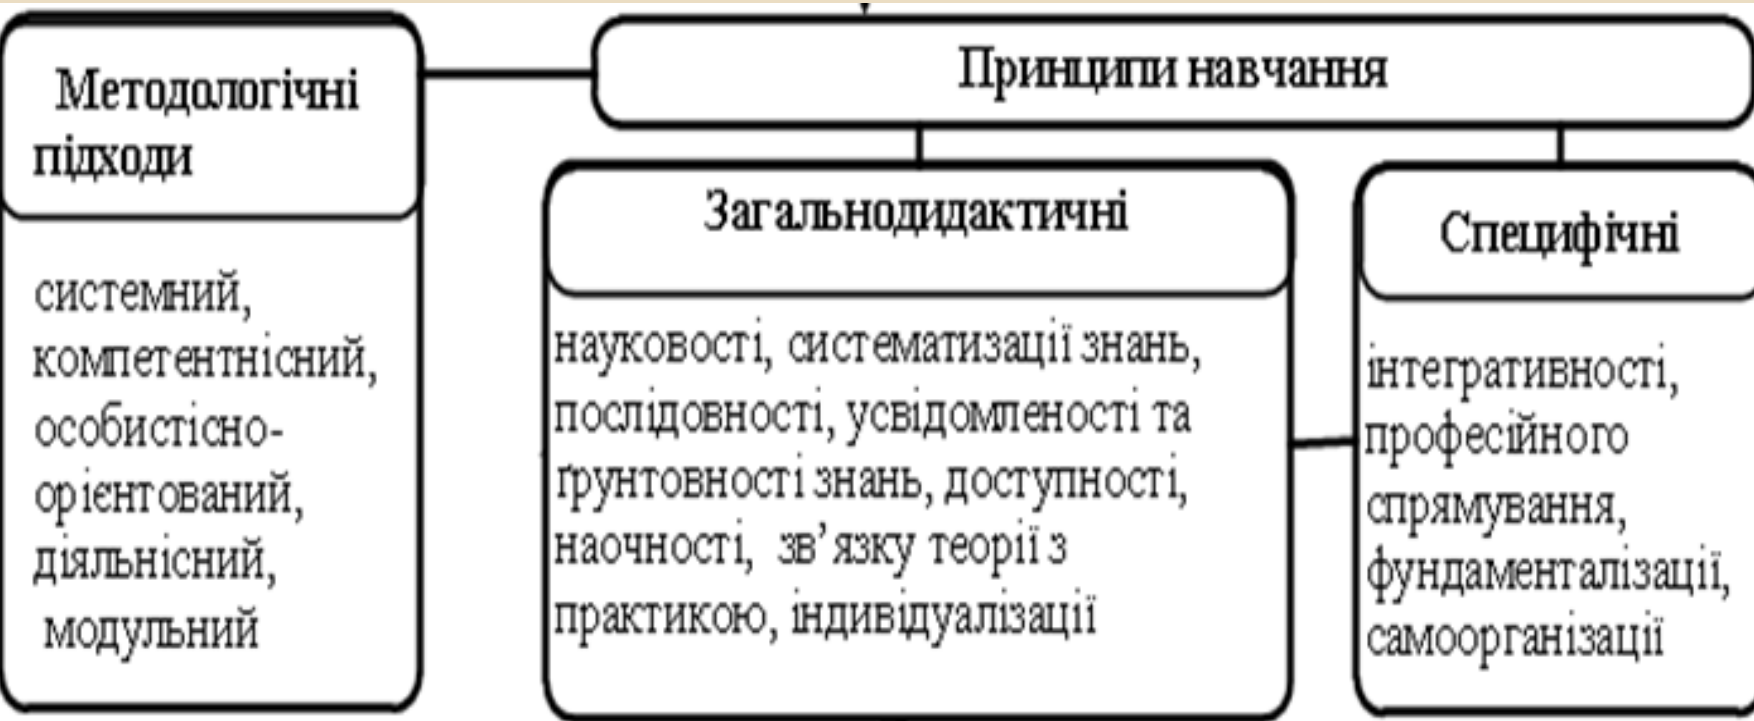 Методологічні
підходи
системний,
компетентнісний,
особистісно-
орієнтований,
діяльнісний,
модульний
Принципи навчання
Загальнодидактичні
науковості, систематизації знань,
послідовності, усвідомленості та
ґрунтовності знань, доступності,
наочності, зв’язку теорії з
практикою, індивідуалізації
Специфічні
інтегративності,
професійного
спрямування,
фундаменталізації,
самоорганізації